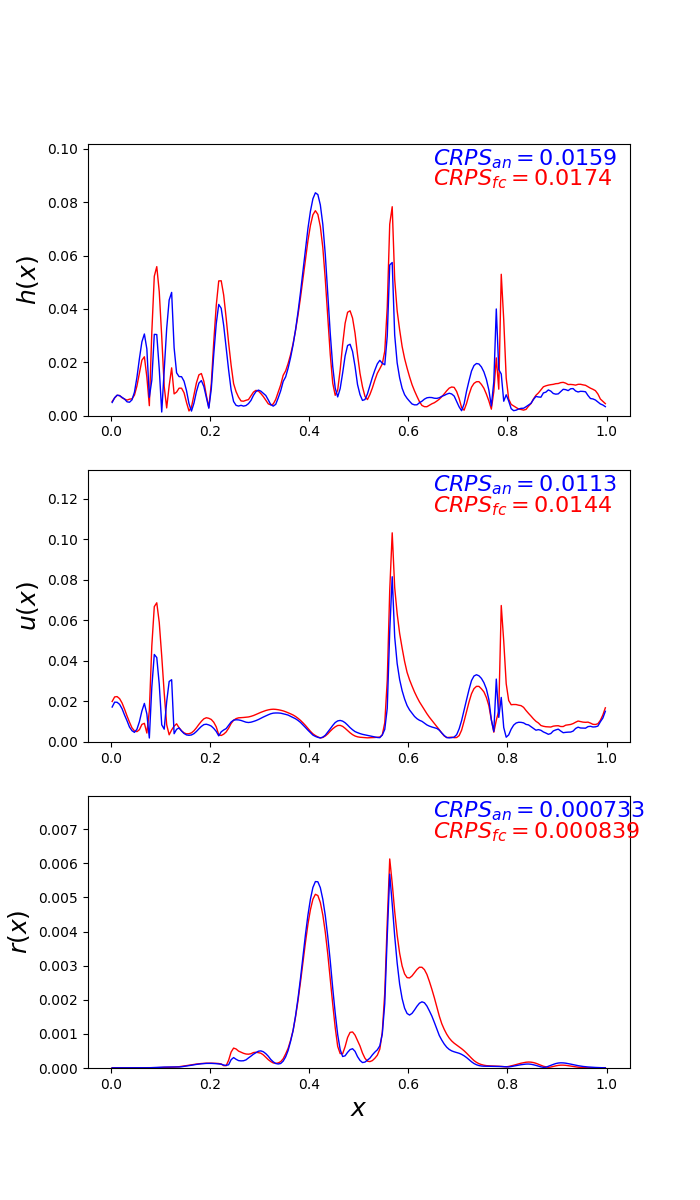 0.10
0.08
0.06
0.04
0.02
0.00
h(x)
CRPS_an = 0.0159
CRPS_fc = 0.0174
0.0 0.2 0.4 0.6 0.8 1.0
0.12
0.10
0.08
0.06
0.04
0.02
0.00
u(x)
CRPS_an = 0.0113
CRPS_fc = 0.0144
0.0 0.2 0.4 0.6 0.8 1.0
0.007
0.006
0.005
0.004
0.003
0.002
0.001
0.000
r(x)
CRPS_an = 0.000733
CRPS_fc = 0.000839
0.0 0.2 0.4 0.6 0.8 1.0
x